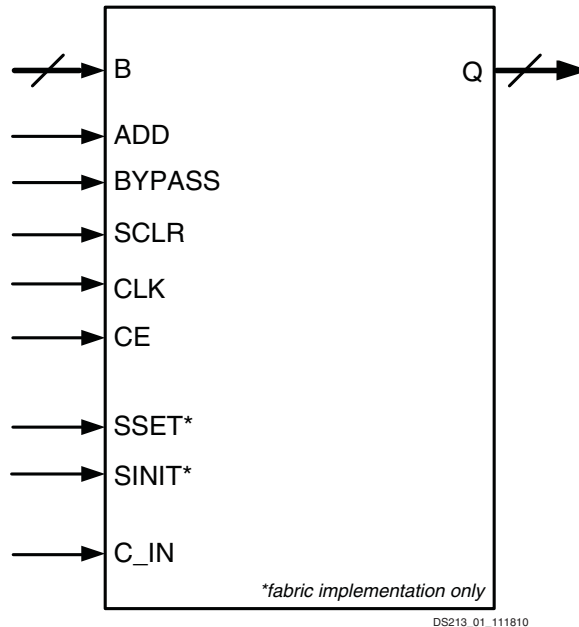 B
Q
ADD
BYPASS
SCLR
CLK
CE
SSET*
SINIT*
C_IN
*fabric implementation only
DS213_01_111810